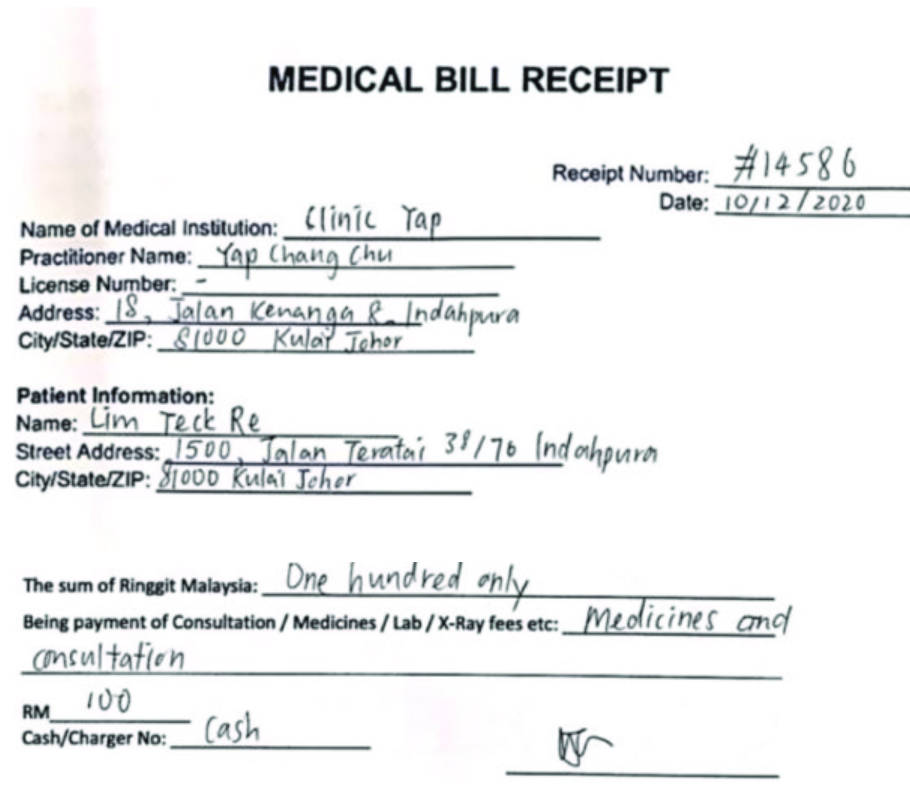 MEDICAL BILL RECEIPT
Receipt Number: #14586
Date: 10/12/2020
Name of Medical Institution: Clinic Yap
Practitioner Name: Yap Chang Chu
License Number: -
Address: 18, Jalan Kenanga 8 Indahpura
City/State/ZIP: 81000 Kulai Johor
Patient Information:
Name: Lim Teck Re
Street Address: 1500, Jalan Teratai 38/76 Indahpura
City/State/ZIP: 81000 Kulai Johor
The sum of Ringgit Malaysia: One hundred only
Being payment of Consultation / Medicines / Lab / X-Ray fees etc: Medicines and
consultation
RM 100
Cash/Charger No: Cash